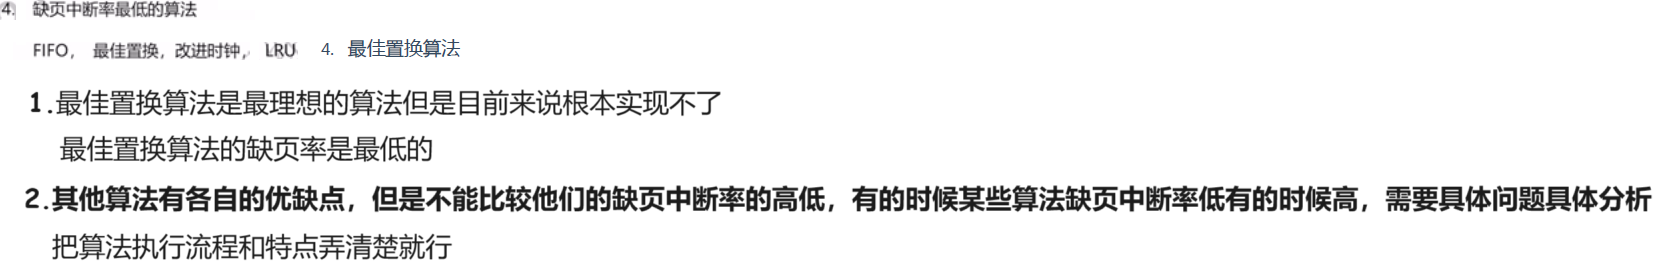 4. 缺页中断率最低的算法
FIFO， 最佳置换，改进时钟， LRU 4. 最佳置换算法
1.最佳置换算法是最理想的算法但是目前来说根本实现不了
最佳置换算法的缺页率是最低的
2.其他算法有各自的优缺点，但是不能比较他们的缺页中断率的高低，有的时候某些算法缺页中断率低有的时候高，需要具体问题具体分析
把算法执行流程和特点弄清楚就行